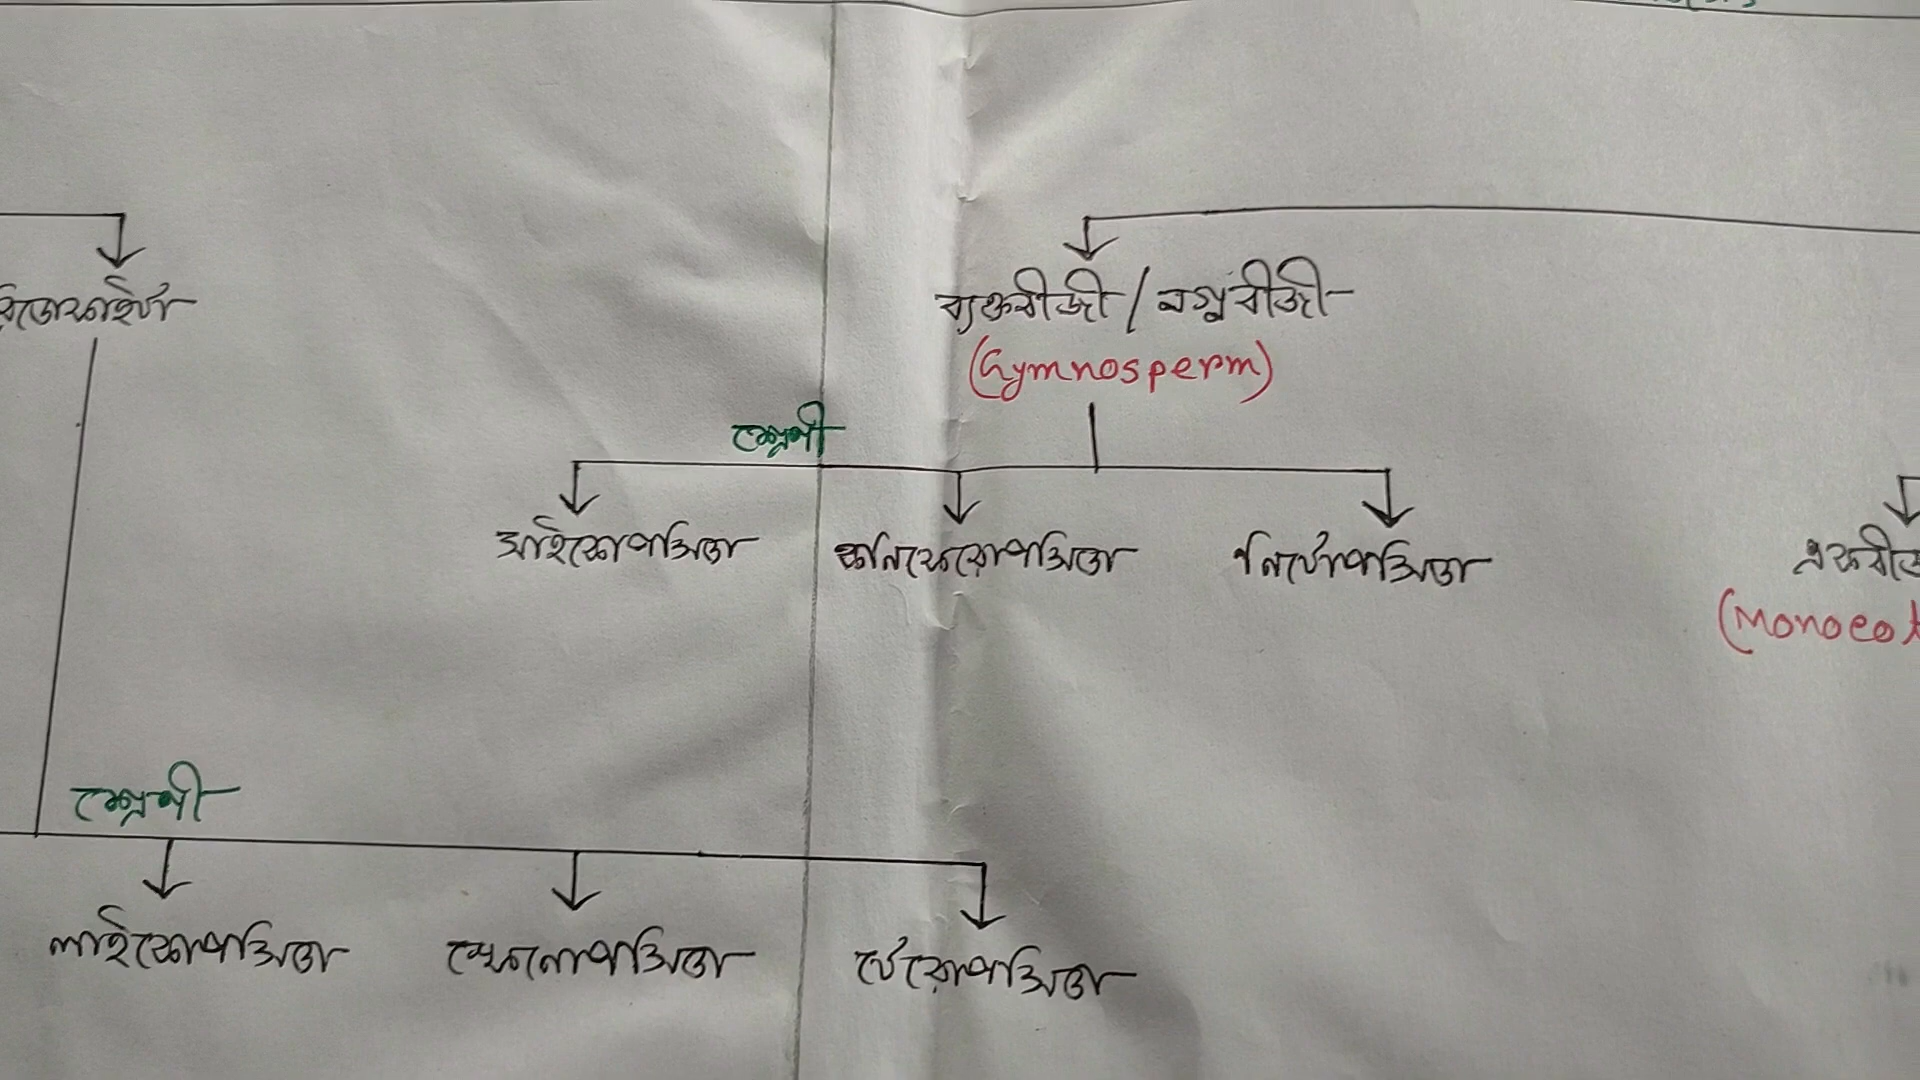 ব্যক্তবীজী / নগ্নবীজী
(Gymnosperm)
শ্রেণী
সাইকোপসিডা
কনিফেরোপসিডা
নিটোপসিডা
(Monocot
শ্রেণী
লাইকোপসিডা
স্ফেনোপসিডা
টেরোপসিডা